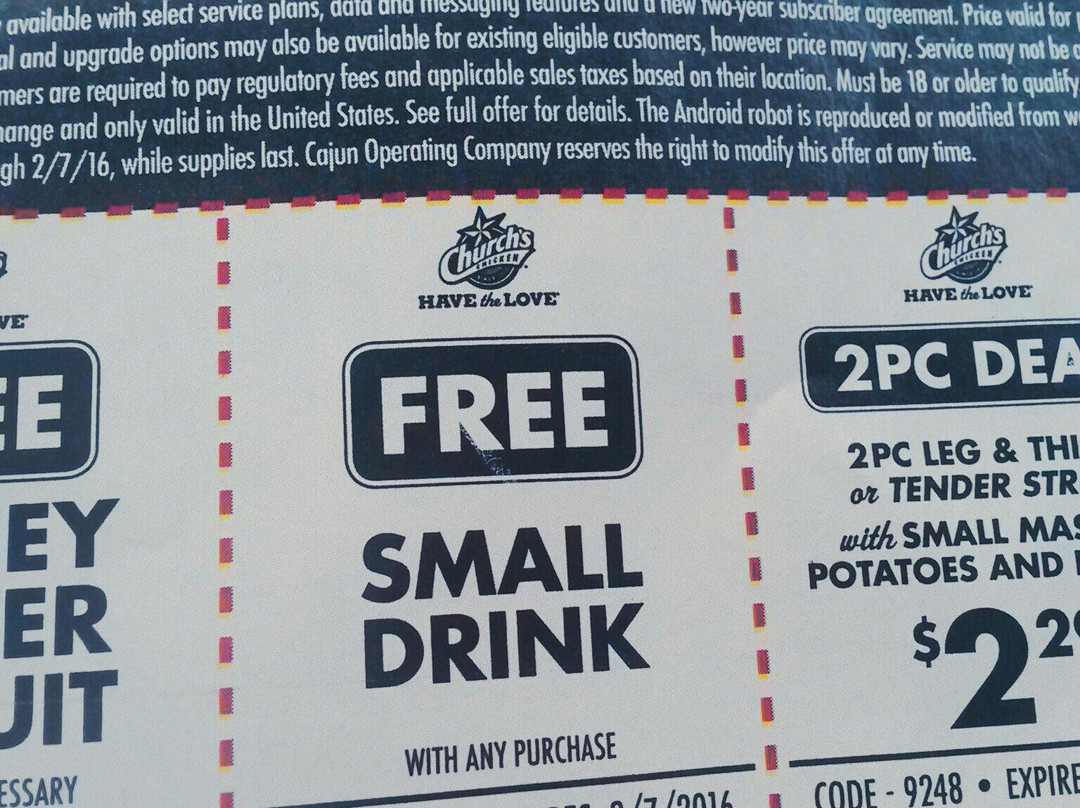 available with select service plans, data and messaging features and a new two-year subscriber agreement. Price valid for
al and upgrade options may also be available for existing eligible customers, however price may vary. Service may not be a
mers are required to pay regulatory fees and applicable sales taxes based on their location. Must be 18 or older to qualify.
hange and only valid in the United States. See full offer for details. The Android robot is reproduced or modified from w
gh 2/7/16, while supplies last. Cajun Operating Company reserves the right to modify this offer at any time.
VE
EE
EY
ER
UIT
ESSARY
Church's
CHICKEN
HAVE the LOVE
FREE
SMALL
DRINK
WITH ANY PURCHASE
/7/2016
Church's
CHICKEN
HAVE the LOVE
2PC DEA
2PC LEG & THI
or TENDER STR
with SMALL MAS
POTATOES AND
$2 29
CODE - 9248 • EXPIRE